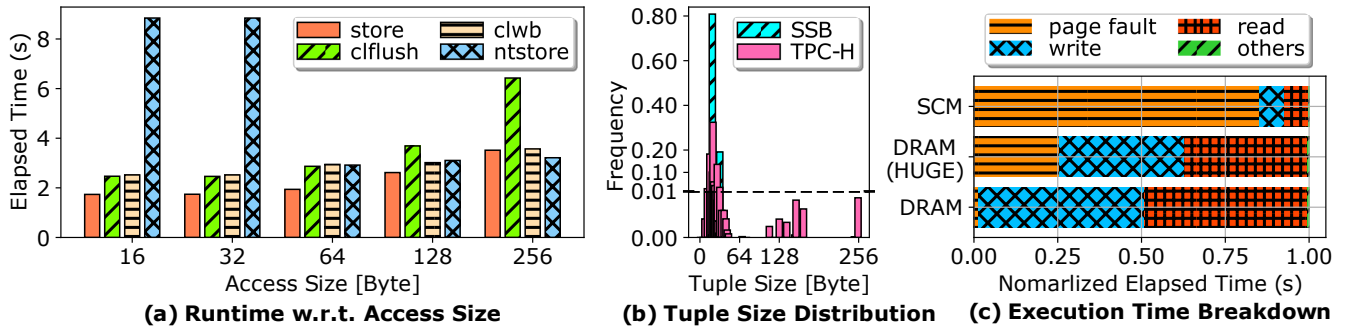 Elapsed Time (s)
8
6
4
2
0
store
clflush
clwb
ntstore
16
32
64
128
256
Access Size [Byte]
(a) Runtime w.r.t. Access Size
Frequency
0.80
0.40
0.20
0.10
0.01
0.00
SSB
TPC-H
0
64
128
256
Tuple Size [Byte]
(b) Tuple Size Distribution
page fault
write
read
others
SCM
DRAM
(HUGE)
DRAM
0.00
0.25
0.50
0.75
1.00
Nomarlized Elapsed Time (s)
(c) Execution Time Breakdown